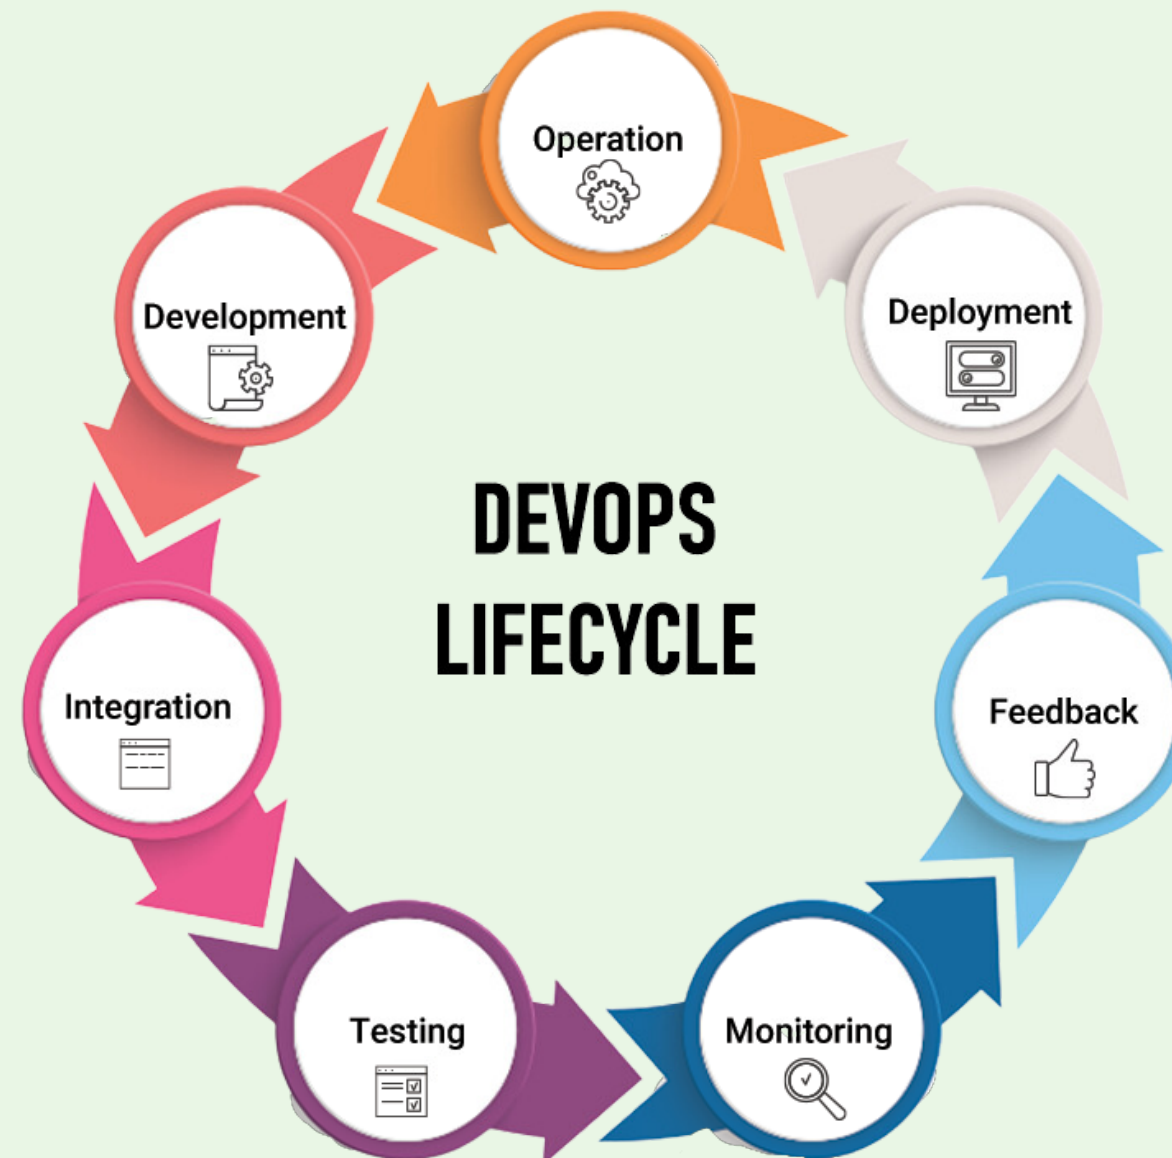 Operation
Development
Deployment
DEVOPS
LIFECYCLE
Integration
Feedback
Testing
Monitoring